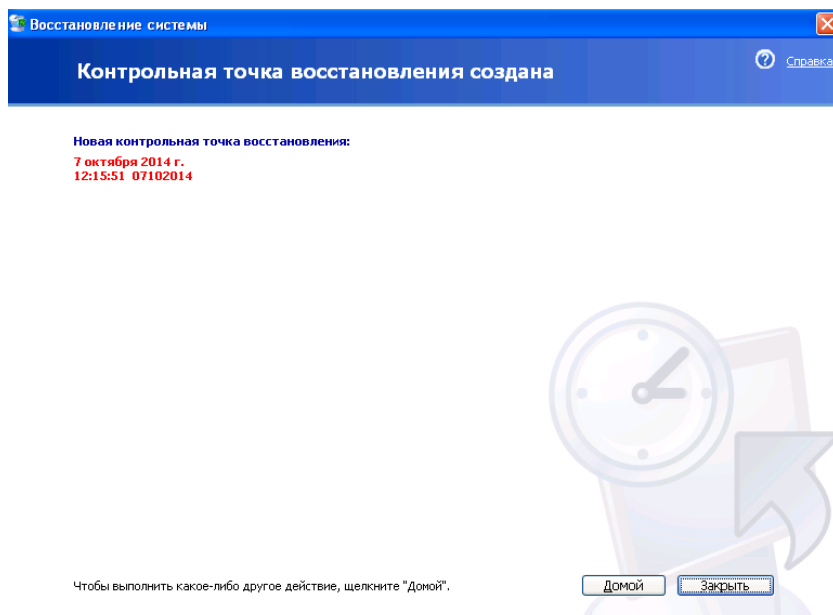 Восстановление системы
Контрольная точка восстановления создана
Справка
Новая контрольная точка восстановления:
7 октября 2014 г.
12:15:51 07102014
Чтобы выполнить какое-либо другое действие, щелкните "Домой".
Домой
Закрыть